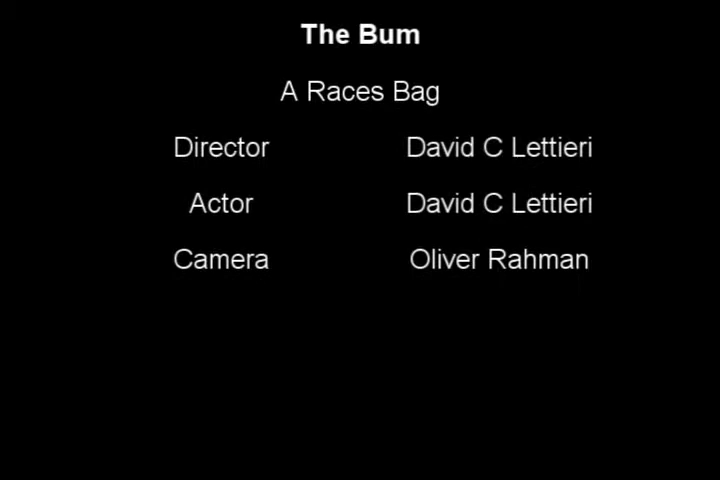 The Bum
A Races Bag
Director David C Lettieri
Actor David C Lettieri
Camera Oliver Rahman